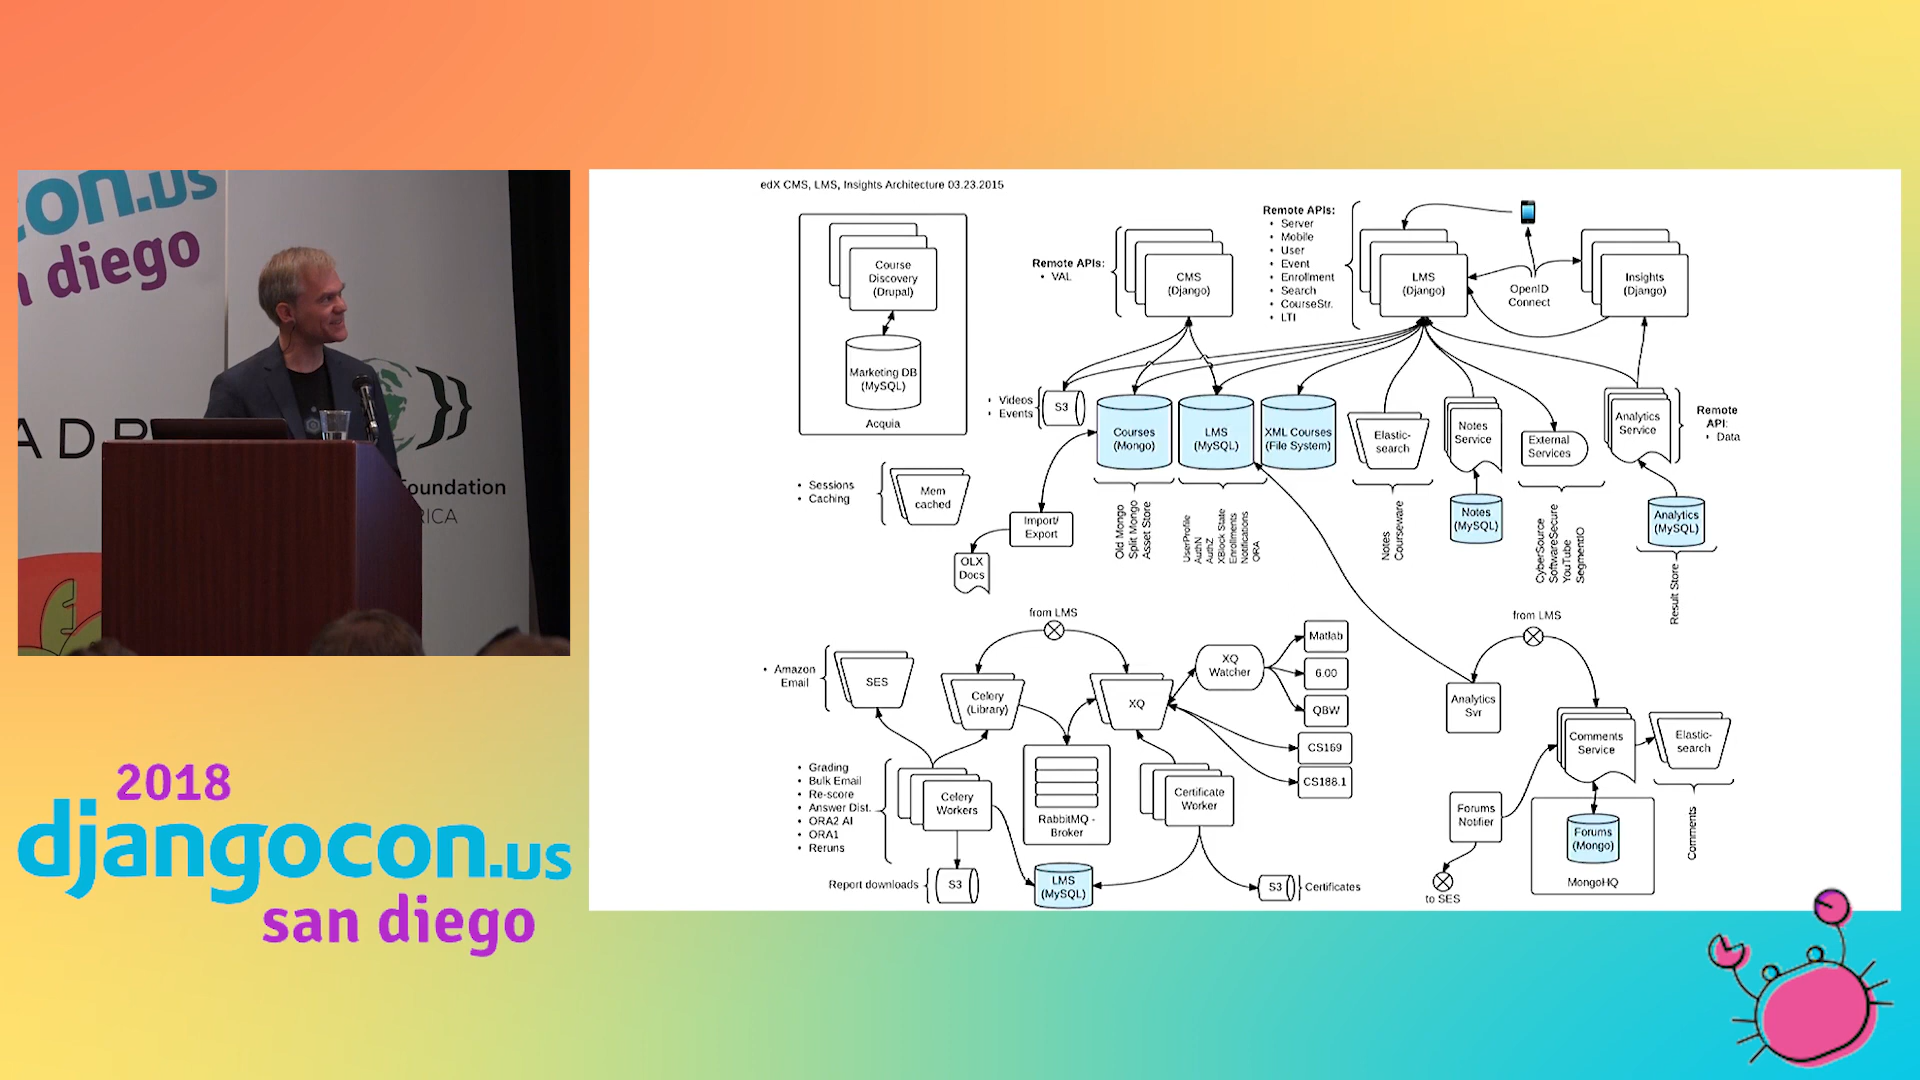 con.us
n diego
ADR
Foundation
RICA
2018
djangocon.us
san diego
edX CMS, LMS, Insights Architecture 03.23.2015
Course
Discovery
(Drupal)
Marketing DB
(MySQL)
Acquia
Remote APIs:
• VAL
CMS
(Django)
Remote APIs:
• Server
• Mobile
• User
• Event
• Enrollment
• Search
• CourseStr.
• LTI
LMS
(Django)
OpenID
Connect
Insights
(Django)
• Videos
• Events
S3
Courses
(Mongo)
LMS
(MySQL)
XML Courses
(File System)
Elastic-
search
Notes
Service
External
Services
Analytics
Service
Remote
API:
• Data
• Sessions
• Caching
Mem
cached
Import/
Export
OLX
Docs
Old Mongo
Split Mongo
Asset Store
UserProfile
AuthN
AuthZ
XBlock State
Enrollments
Notifications
ORA
Notes
Courseware
Notes
(MySQL)
CyberSource
SoftwareSecure
YouTube
SegmentIO
Analytics
(MySQL)
Result Store
from LMS
• Amazon
Email
SES
Celery
(Library)
XQ
XQ
Watcher
Matlab
6.00
QBW
CS169
CS188.1
• Grading
• Bulk Email
• Re-score
• Answer Dist.
• ORA2 AI
• ORA1
• Reruns
Celery
Workers
RabbitMQ -
Broker
Certificate
Worker
Report downloads
S3
LMS
(MySQL)
S3
Certificates
from LMS
Analytics
Svr
Comments
Service
Elastic-
search
Forums
Notifier
Forums
(Mongo)
MongoHQ
Comments
to SES